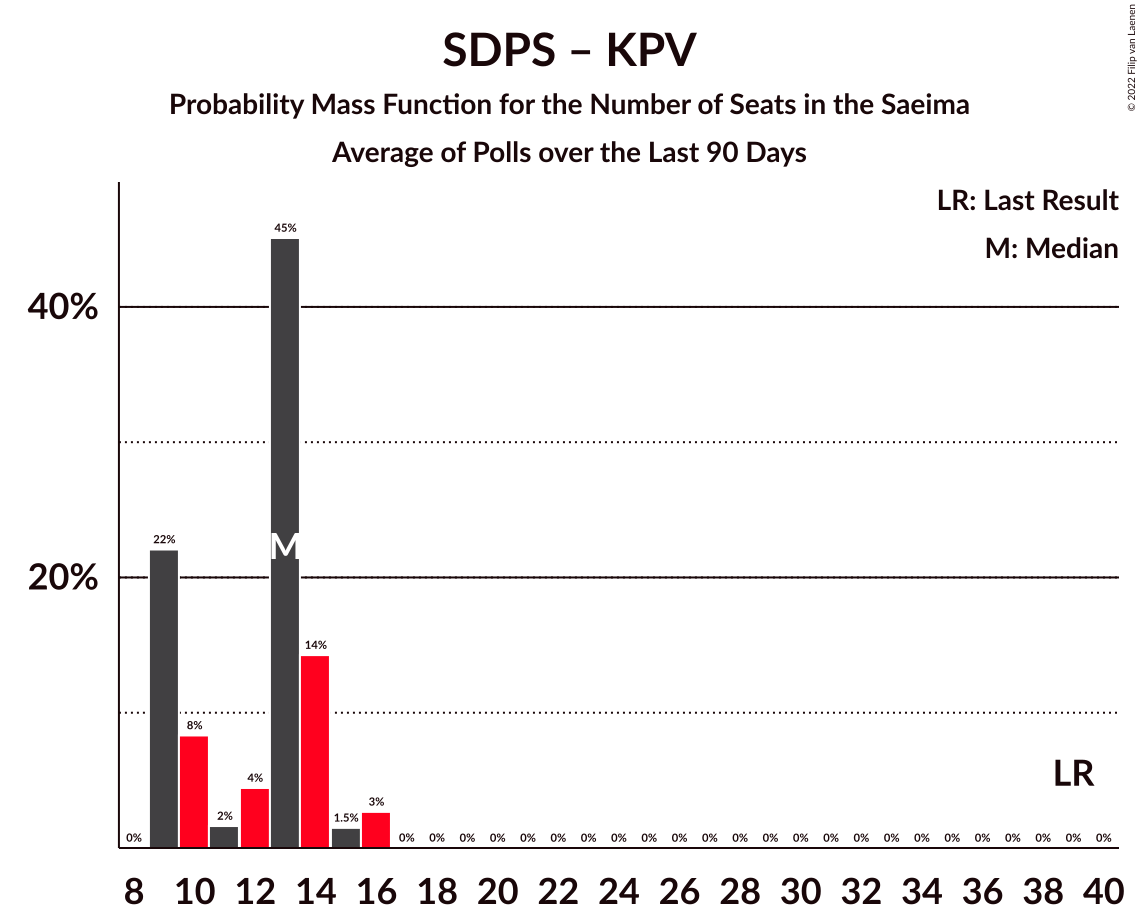 SDPS – KPV
Probability Mass Function for the Number of Seats in the Saeima
Average of Polls over the Last 90 Days
© 2022 Filip van Laenen
LR: Last Result
M: Median
45%
40%
22%
M
20%
14%
8%
LR
4%
3%
2%
1.5%
0% 0% 0% 0% 0% 0% 0% 0% 0% 0% 0% 0% 0% 0% 0% 0% 0% 0% 0% 0% 0% 0% 0% 0% 0%
8 10 12 14 16 18 20 22 24 26 28 30 32 34 36 38 40